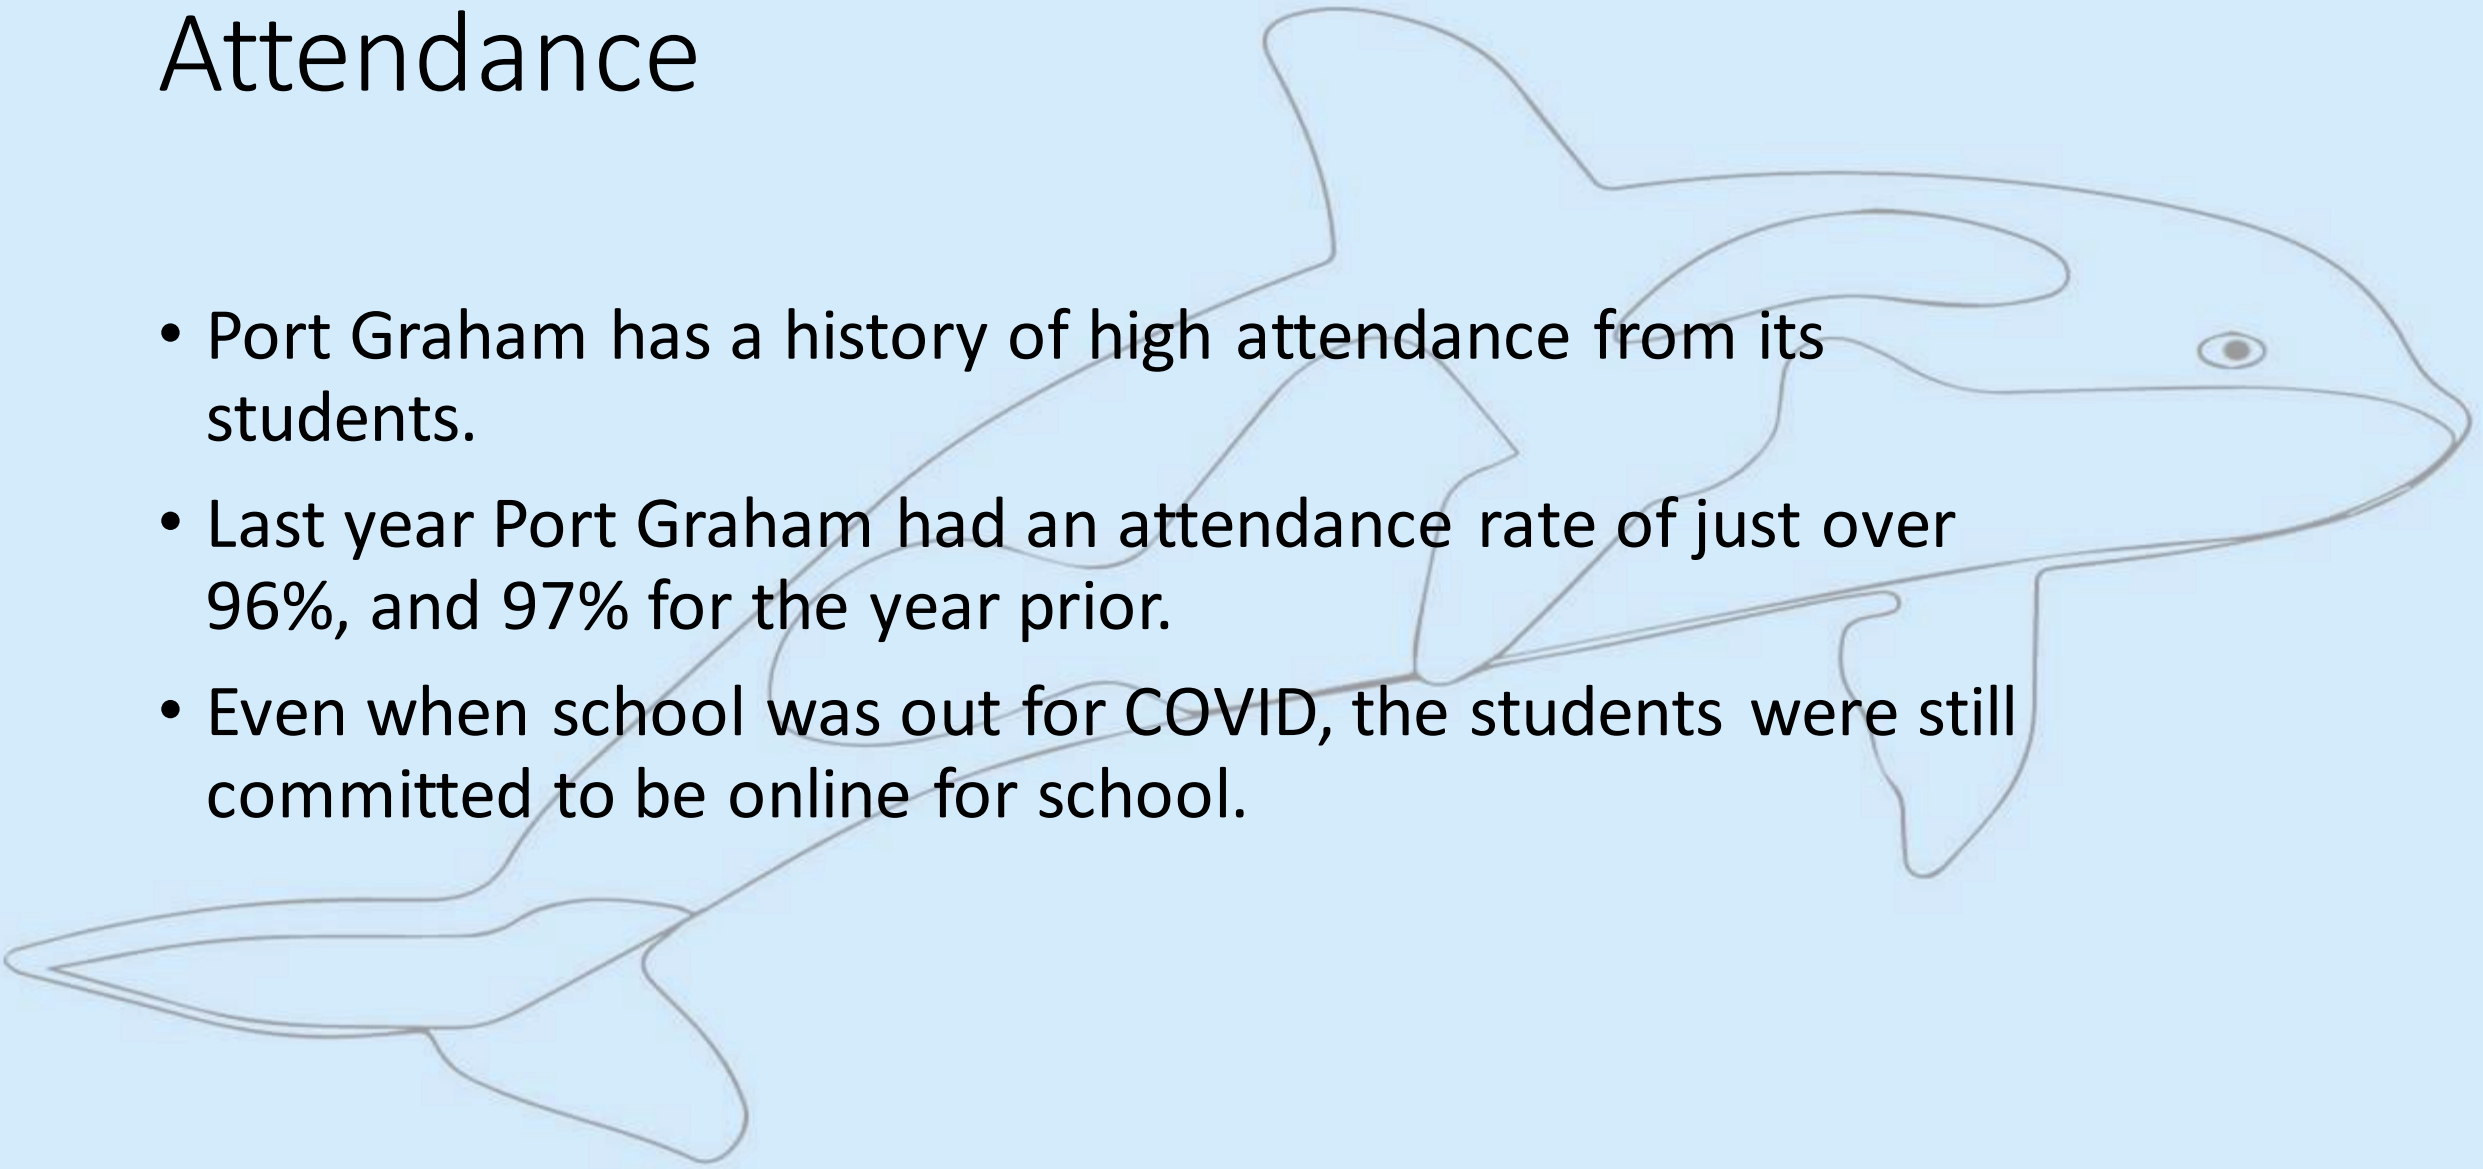 Attendance
• Port Graham has a history of high attendance from its
students.
• Last year Port Graham had an attendance rate of just over
96%, and 97% for the year prior.
• Even when school was out for COVID, the students were still
committed to be online for school.